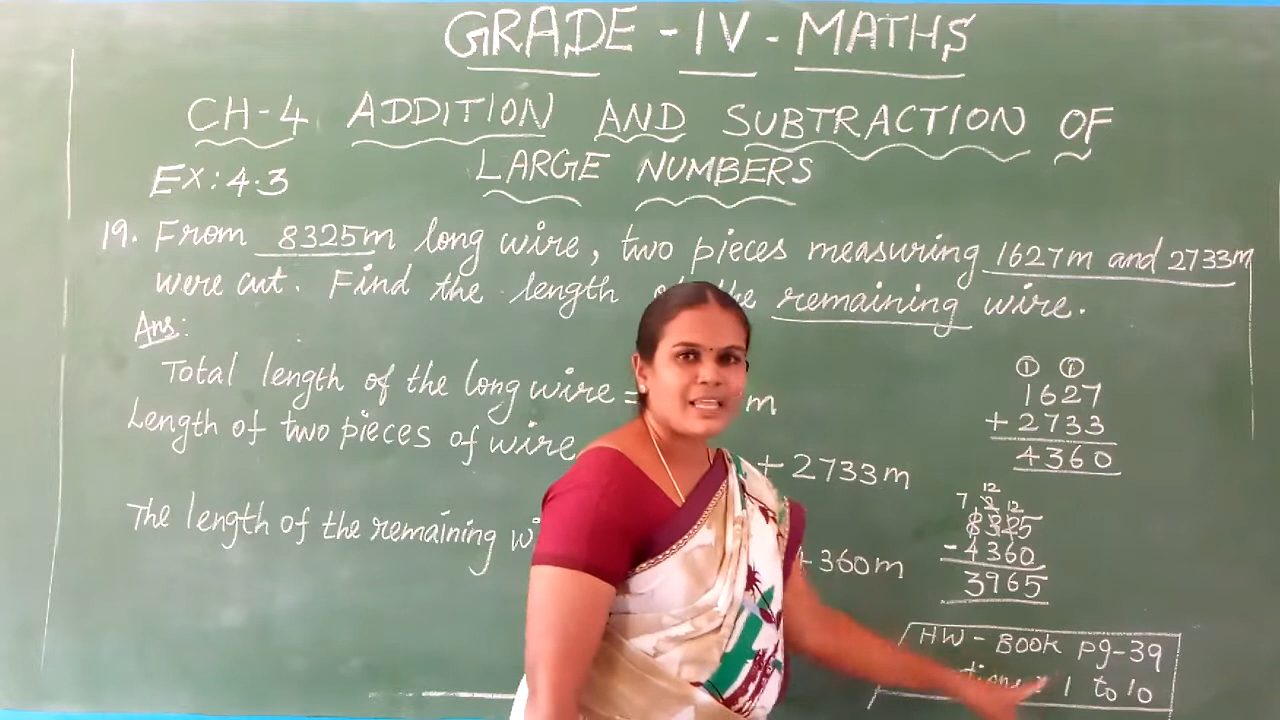 GRADE - IV - MATHS
CH-4 ADDITION AND SUBTRACTION OF
LARGE NUMBERS
Ex: 4.3
19. From 8325m long wire, two pieces measuring 1627m and 2733m
were cut. Find the length the remaining wire.
Ans:
Total length of the long wire = m
Length of two pieces of wire + 2733m
The length of the remaining 4360m
① ①
1627
+ 2733
4360
12
7 2 12
8325
- 4360
3965
HW - Book pg-39
1 to 10